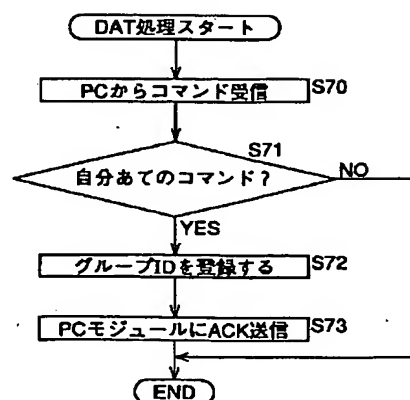 DAT処理スタート
PCからコマンド受信 S70
S71
自分あてのコマンド？ NO
YES
グループIDを登録する S72
PCモジュールにACK送信 S73
END